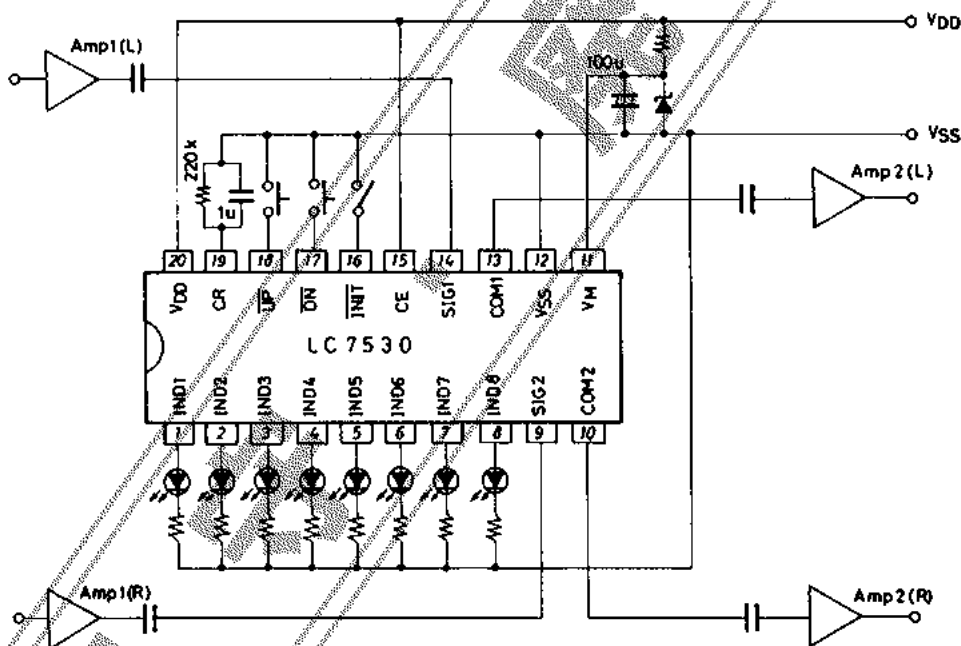 VDD
Amp1(L)
100u
VSS
220k
1u
Amp2(L)
20 19 18 17 16 15 14 13 12 11
VDD CR UP DN INIT CE SIG1 COM1 VSS VM
LC7530
IND1 IND2 IND3 IND4 IND5 IND6 IND7 IND8 SIG2 COM2
1 2 3 4 5 6 7 8 9 10
Amp1(R)
Amp2(R)